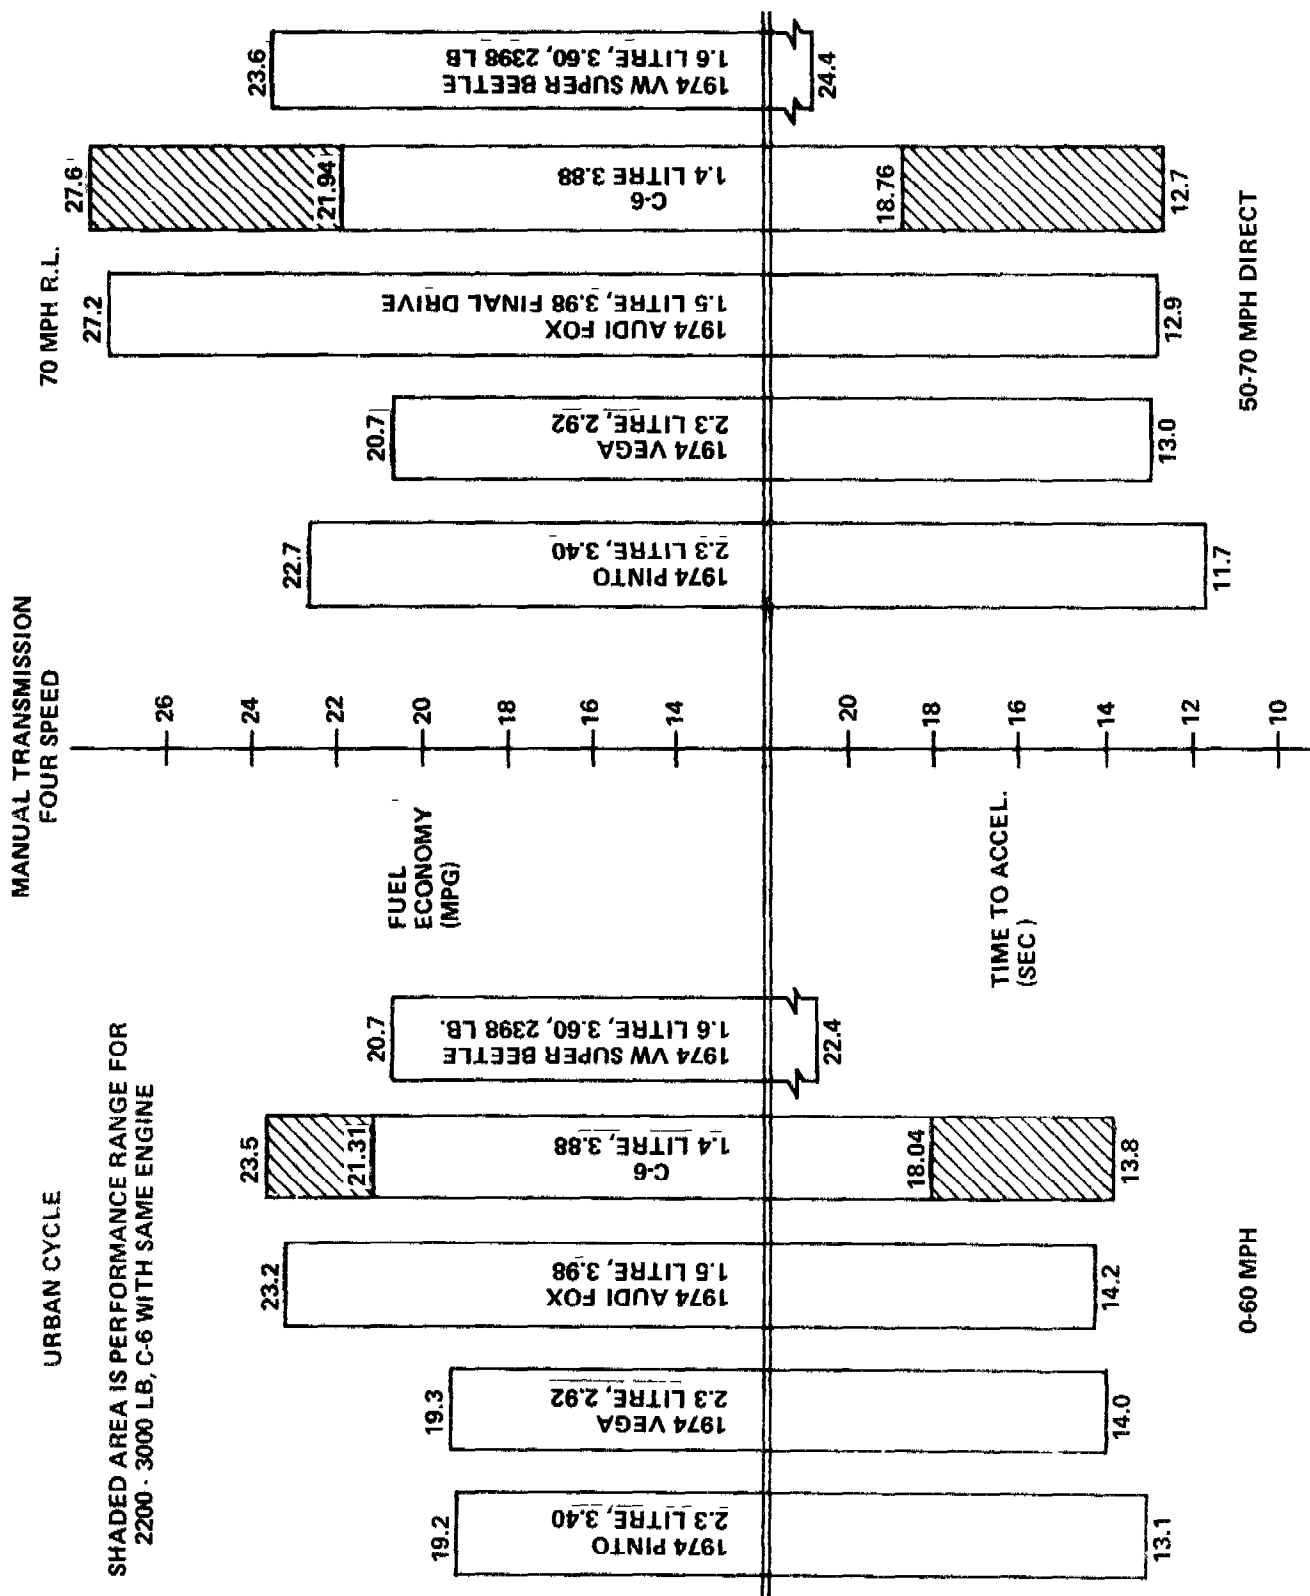 MANUAL TRANSMISSION
FOUR SPEED
URBAN CYCLE
SHADED AREA IS PERFORMANCE RANGE FOR
2200 - 3000 LB, C-6 WITH SAME ENGINE
70 MPH R.L.
19.2
1974 PINTO
2.3 LITRE, 3.40
13.1
19.3
1974 VEGA
2.3 LITRE, 2.92
14.0
23.2
1974 AUDI FOX
1.5 LITRE, 3.98
14.2
23.5
21.31
C-6
1.4 LITRE, 3.88
18.04
13.8
20.7
1974 VW SUPER BEETLE
1.6 LITRE, 3.60, 2398 LB.
22.4
0-60 MPH
FUEL
ECONOMY
(MPG)
26
24
22
20
16
14
TIME TO ACCEL.
(SEC)
20
18
16
14
12
10
22.7
1974 PINTO
2.3 LITRE, 3.40
11.7
20.7
1974 VEGA
2.3 LITRE, 2.92
13.0
27.2
1974 AUDI FOX
1.5 LITRE, 3.98 FINAL DRIVE
12.9
27.6
21.94
C-6
1.4 LITRE 3.88
18.76
12.7
23.6
1974 VW SUPER BEETLE
1.6 LITRE, 3.60, 2398 LB
24.4
50-70 MPH DIRECT